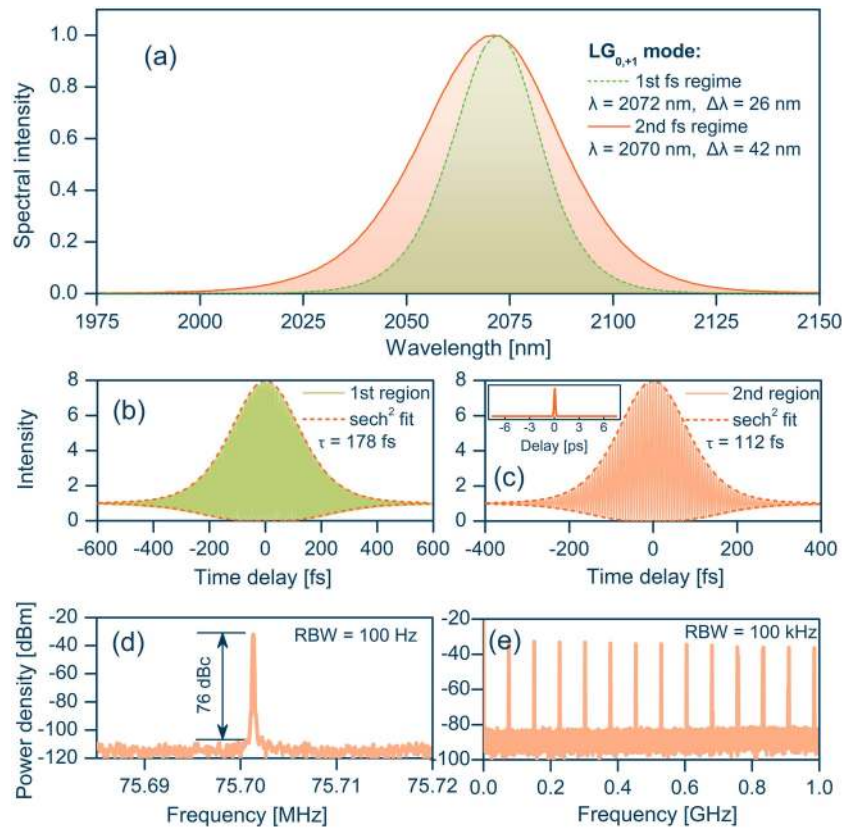 (a)
LG0,+1 mode:
1st fs regime
λ = 2072 nm, Δλ = 26 nm
2nd fs regime
λ = 2070 nm, Δλ = 42 nm
Spectral intensity
1.0
0.8
0.6
0.4
0.2
0.0
1975 2000 2025 2050 2075 2100 2125 2150
Wavelength [nm]
(b)
1st region
sech² fit
τ = 178 fs
Intensity
8
6
4
2
0
-600 -400 -200 0 200 400 600
Time delay [fs]
(c)
2nd region
sech² fit
τ = 112 fs
-6 -3 0 3 6
Delay [ps]
8
6
4
2
0
-400 -200 0 200 400
Time delay [fs]
(d)
RBW = 100 Hz
76 dBc
Power density [dBm]
-20
-40
-60
-80
-100
-120
75.69 75.70 75.71 75.72
Frequency [MHz]
(e)
RBW = 100 kHz
-20
-40
-60
-80
-100
0.0 0.2 0.4 0.6 0.8 1.0
Frequency [GHz]